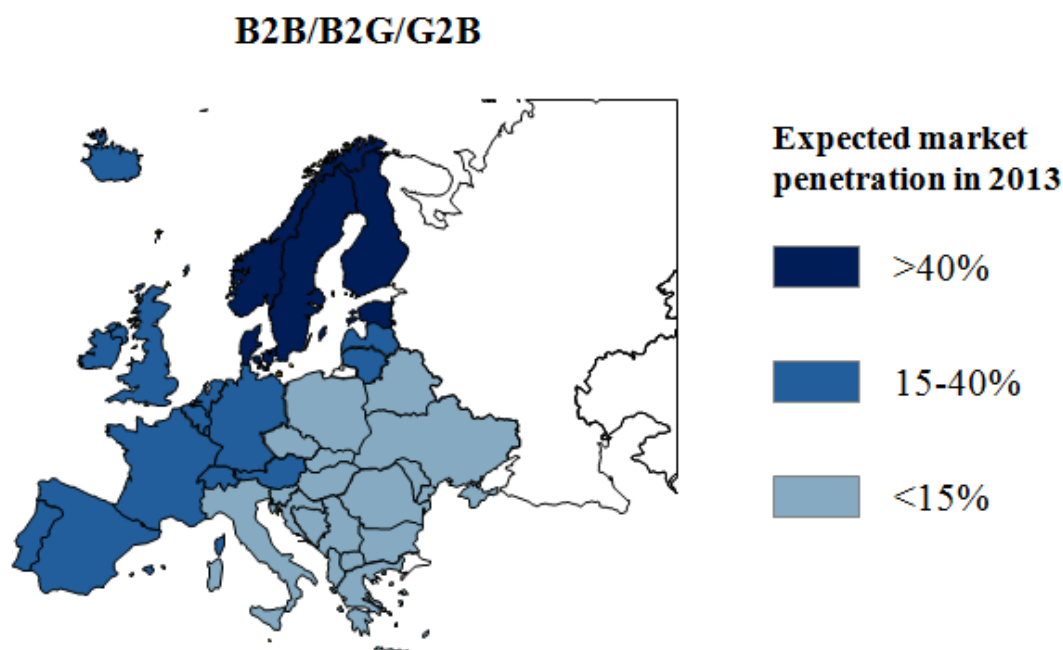 B2B/B2G/G2B
Expected market
penetration in 2013
>40%
15-40%
<15%